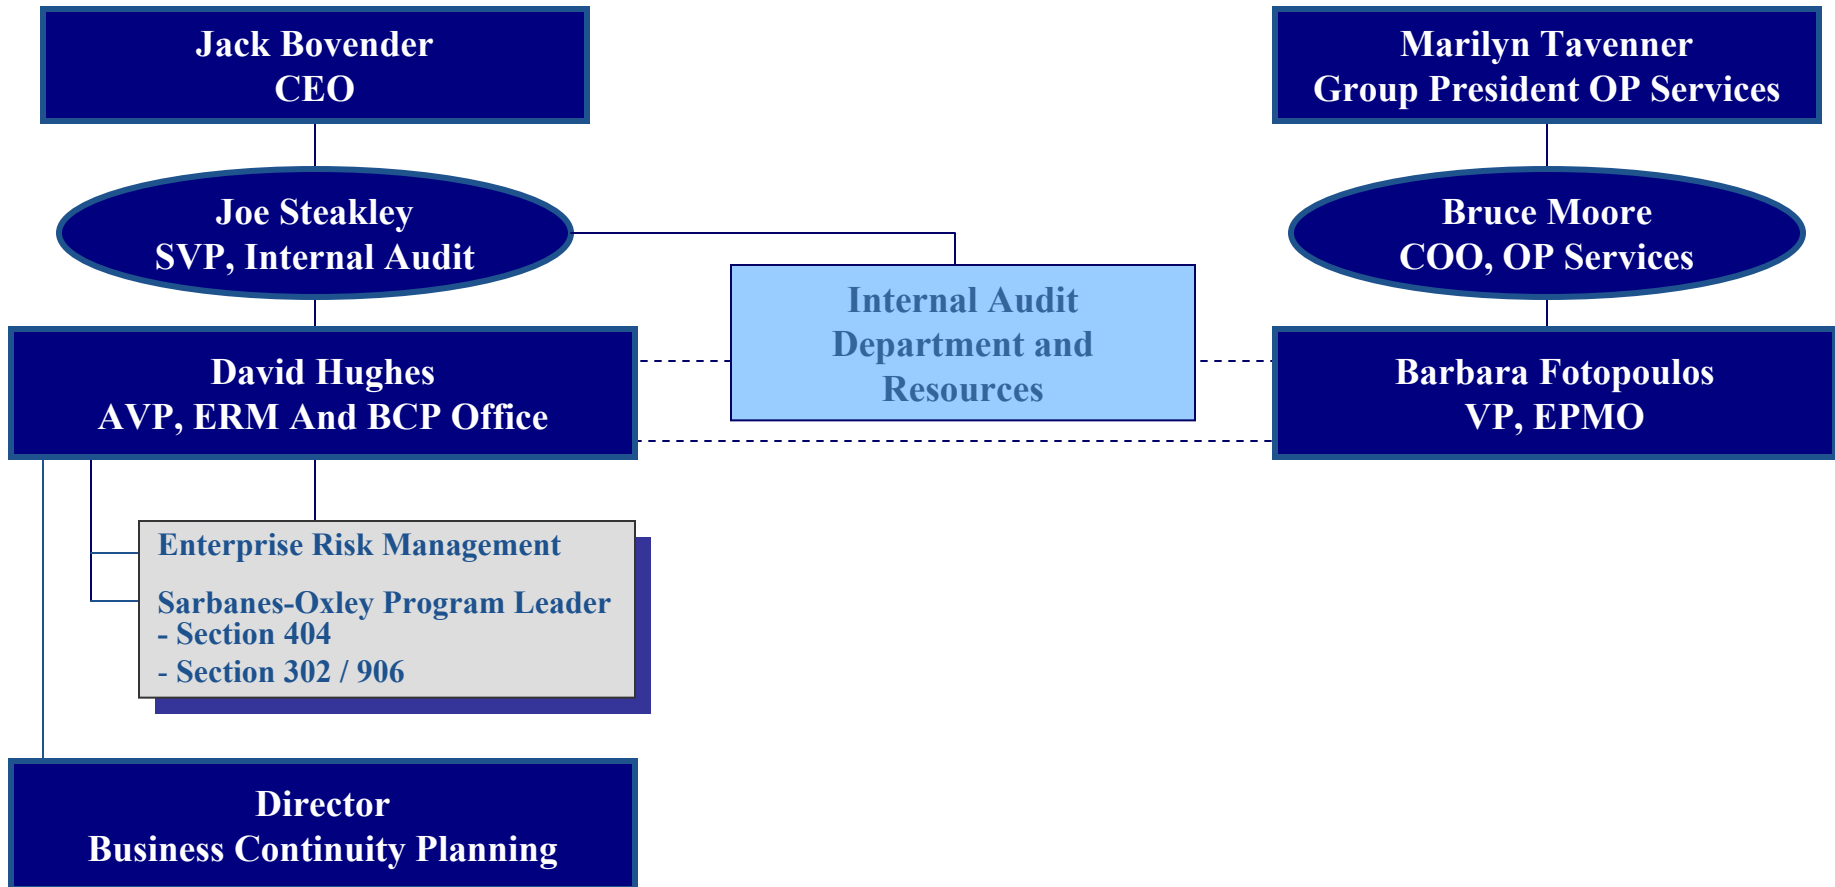 Jack Bovender
CEO
Marilyn Tavenner
Group President OP Services
Joe Steakley
SVP, Internal Audit
Bruce Moore
COO, OP Services
Internal Audit
Department and
Resources
David Hughes
AVP, ERM And BCP Office
Barbara Fotopoulos
VP, EPMO
Enterprise Risk Management
Sarbanes-Oxley Program Leader
- Section 404
- Section 302 / 906
Director
Business Continuity Planning